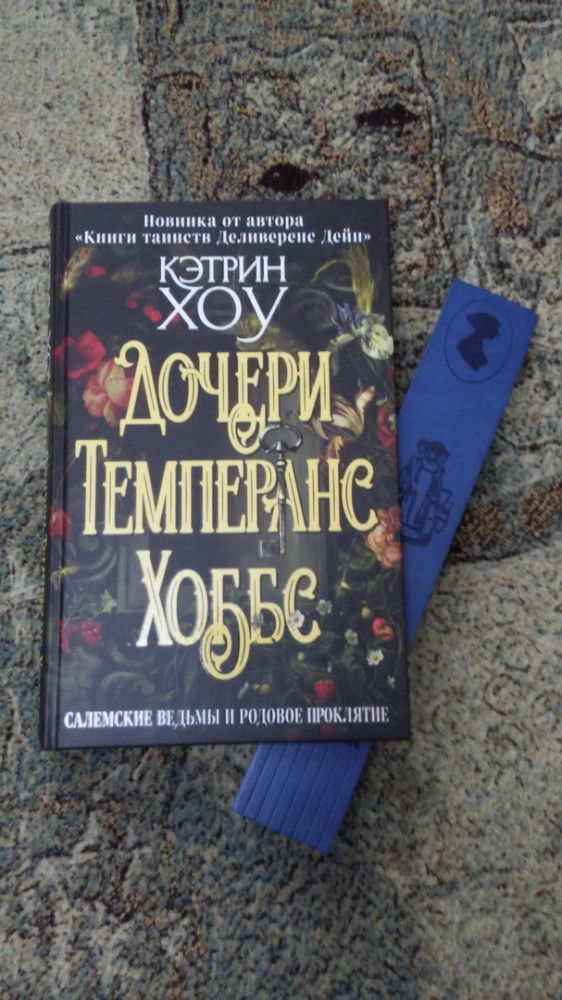 Новинка от автора
«Книги таинств Деливеренс Дейн»
КЭТРИН
ХОУ
ДОЧЕРИ
ТЕМПЕРАНС
ХОББС
САЛЕМСКИЕ ВЕДЬМЫ И РОДОВОЕ ПРОКЛЯТИЕ